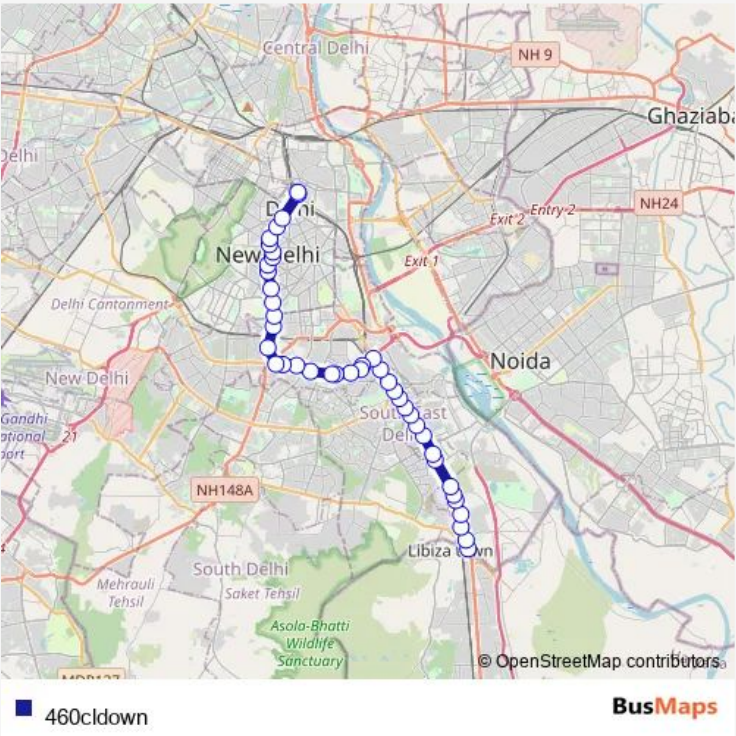 Central Delhi
NH 9
Ghaziaba
Delhi
Delhi
NH24
Exit 2
Entry 2
New Delhi
Exit 1
Delhi Cantonment
Noida
New Delhi
Gandhi
ational
port
21
South East
Delhi
NH148A
Libiza town
South Delhi
Mehrauli
Tehsil
Saket Tehsil
Asola-Bhatti
Wildlife
Sanctuary
© OpenStreetMap contributors
460cldown
BusMaps